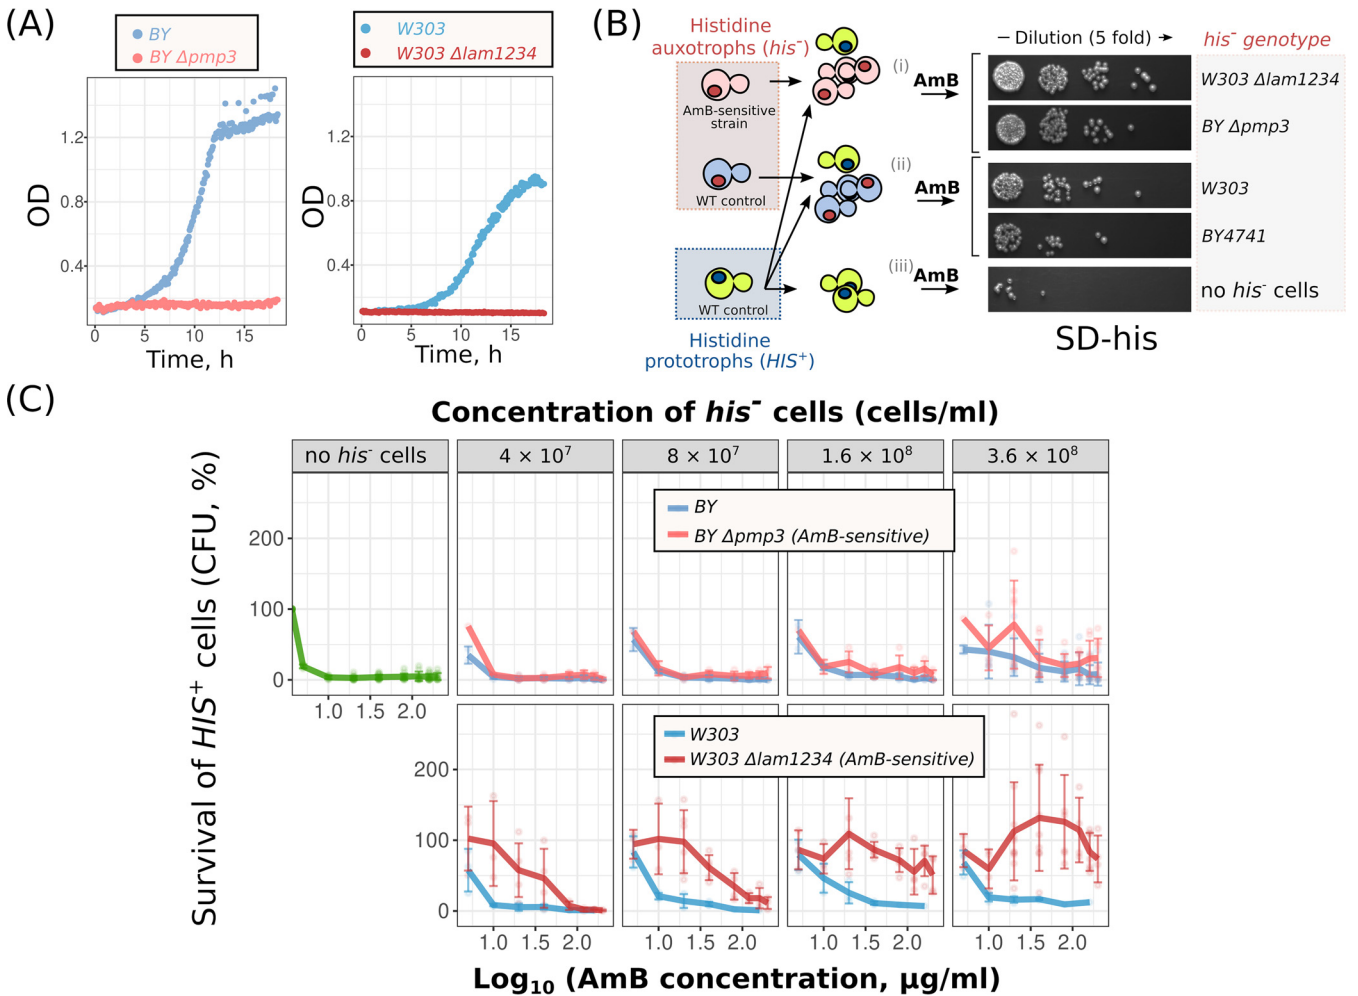 (A)
BY
BY Δpmp3
W303
W303 Δlam1234
OD
1.2
0.8
0.4
0 5 10 15
Time, h
OD
1.2
0.8
0.4
0 5 10 15
Time, h
(B)
Histidine
auxotrophs (his⁻)
AmB-sensitive
strain
WT control
WT control
Histidine
prototrophs (HIS⁺)
(i)
AmB
(ii)
AmB
(iii)
AmB
– Dilution (5 fold) →
his⁻ genotype
W303 Δlam1234
BY Δpmp3
W303
BY4741
no his⁻ cells
SD-his
(C)
Concentration of his⁻ cells (cells/ml)
no his⁻ cells
4 × 10⁷
8 × 10⁷
1.6 × 10⁸
3.6 × 10⁸
Survival of HIS⁺ cells (CFU, %)
200
100
0
1.0 1.5 2.0
BY
BY Δpmp3 (AmB-sensitive)
200
100
0
W303
W303 Δlam1234 (AmB-sensitive)
1.0 1.5 2.0
1.0 1.5 2.0
1.0 1.5 2.0
1.0 1.5 2.0
Log₁₀ (AmB concentration, μg/ml)